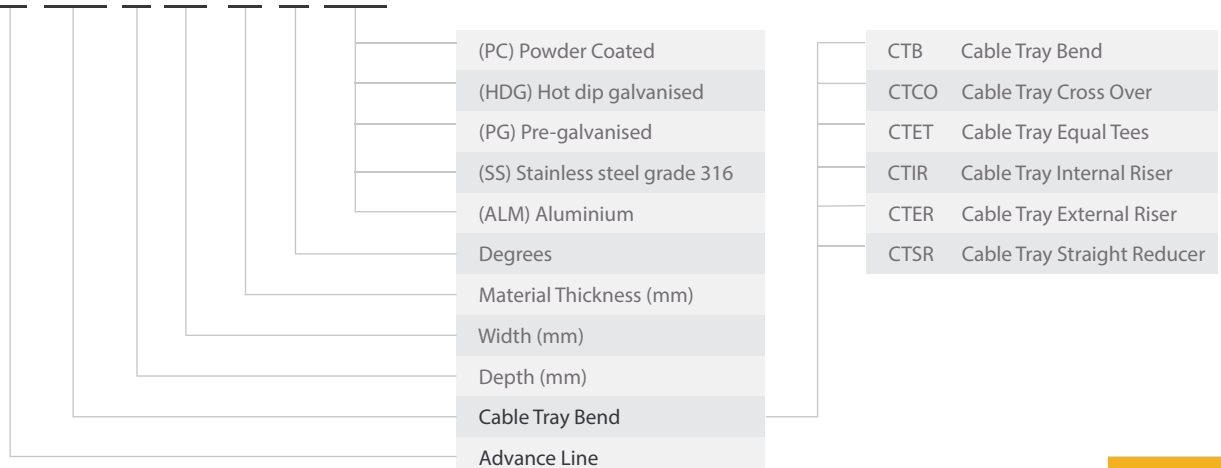 (PC) Powder Coated
(HDG) Hot dip galvanised
(PG) Pre-galvanised
(SS) Stainless steel grade 316
(ALM) Aluminium
Degrees
Material Thickness (mm)
Width (mm)
Depth (mm)
Cable Tray Bend
Advance Line
CTB Cable Tray Bend
CTCO Cable Tray Cross Over
CTET Cable Tray Equal Tees
CTIR Cable Tray Internal Riser
CTER Cable Tray External Riser
CTSR Cable Tray Straight Reducer